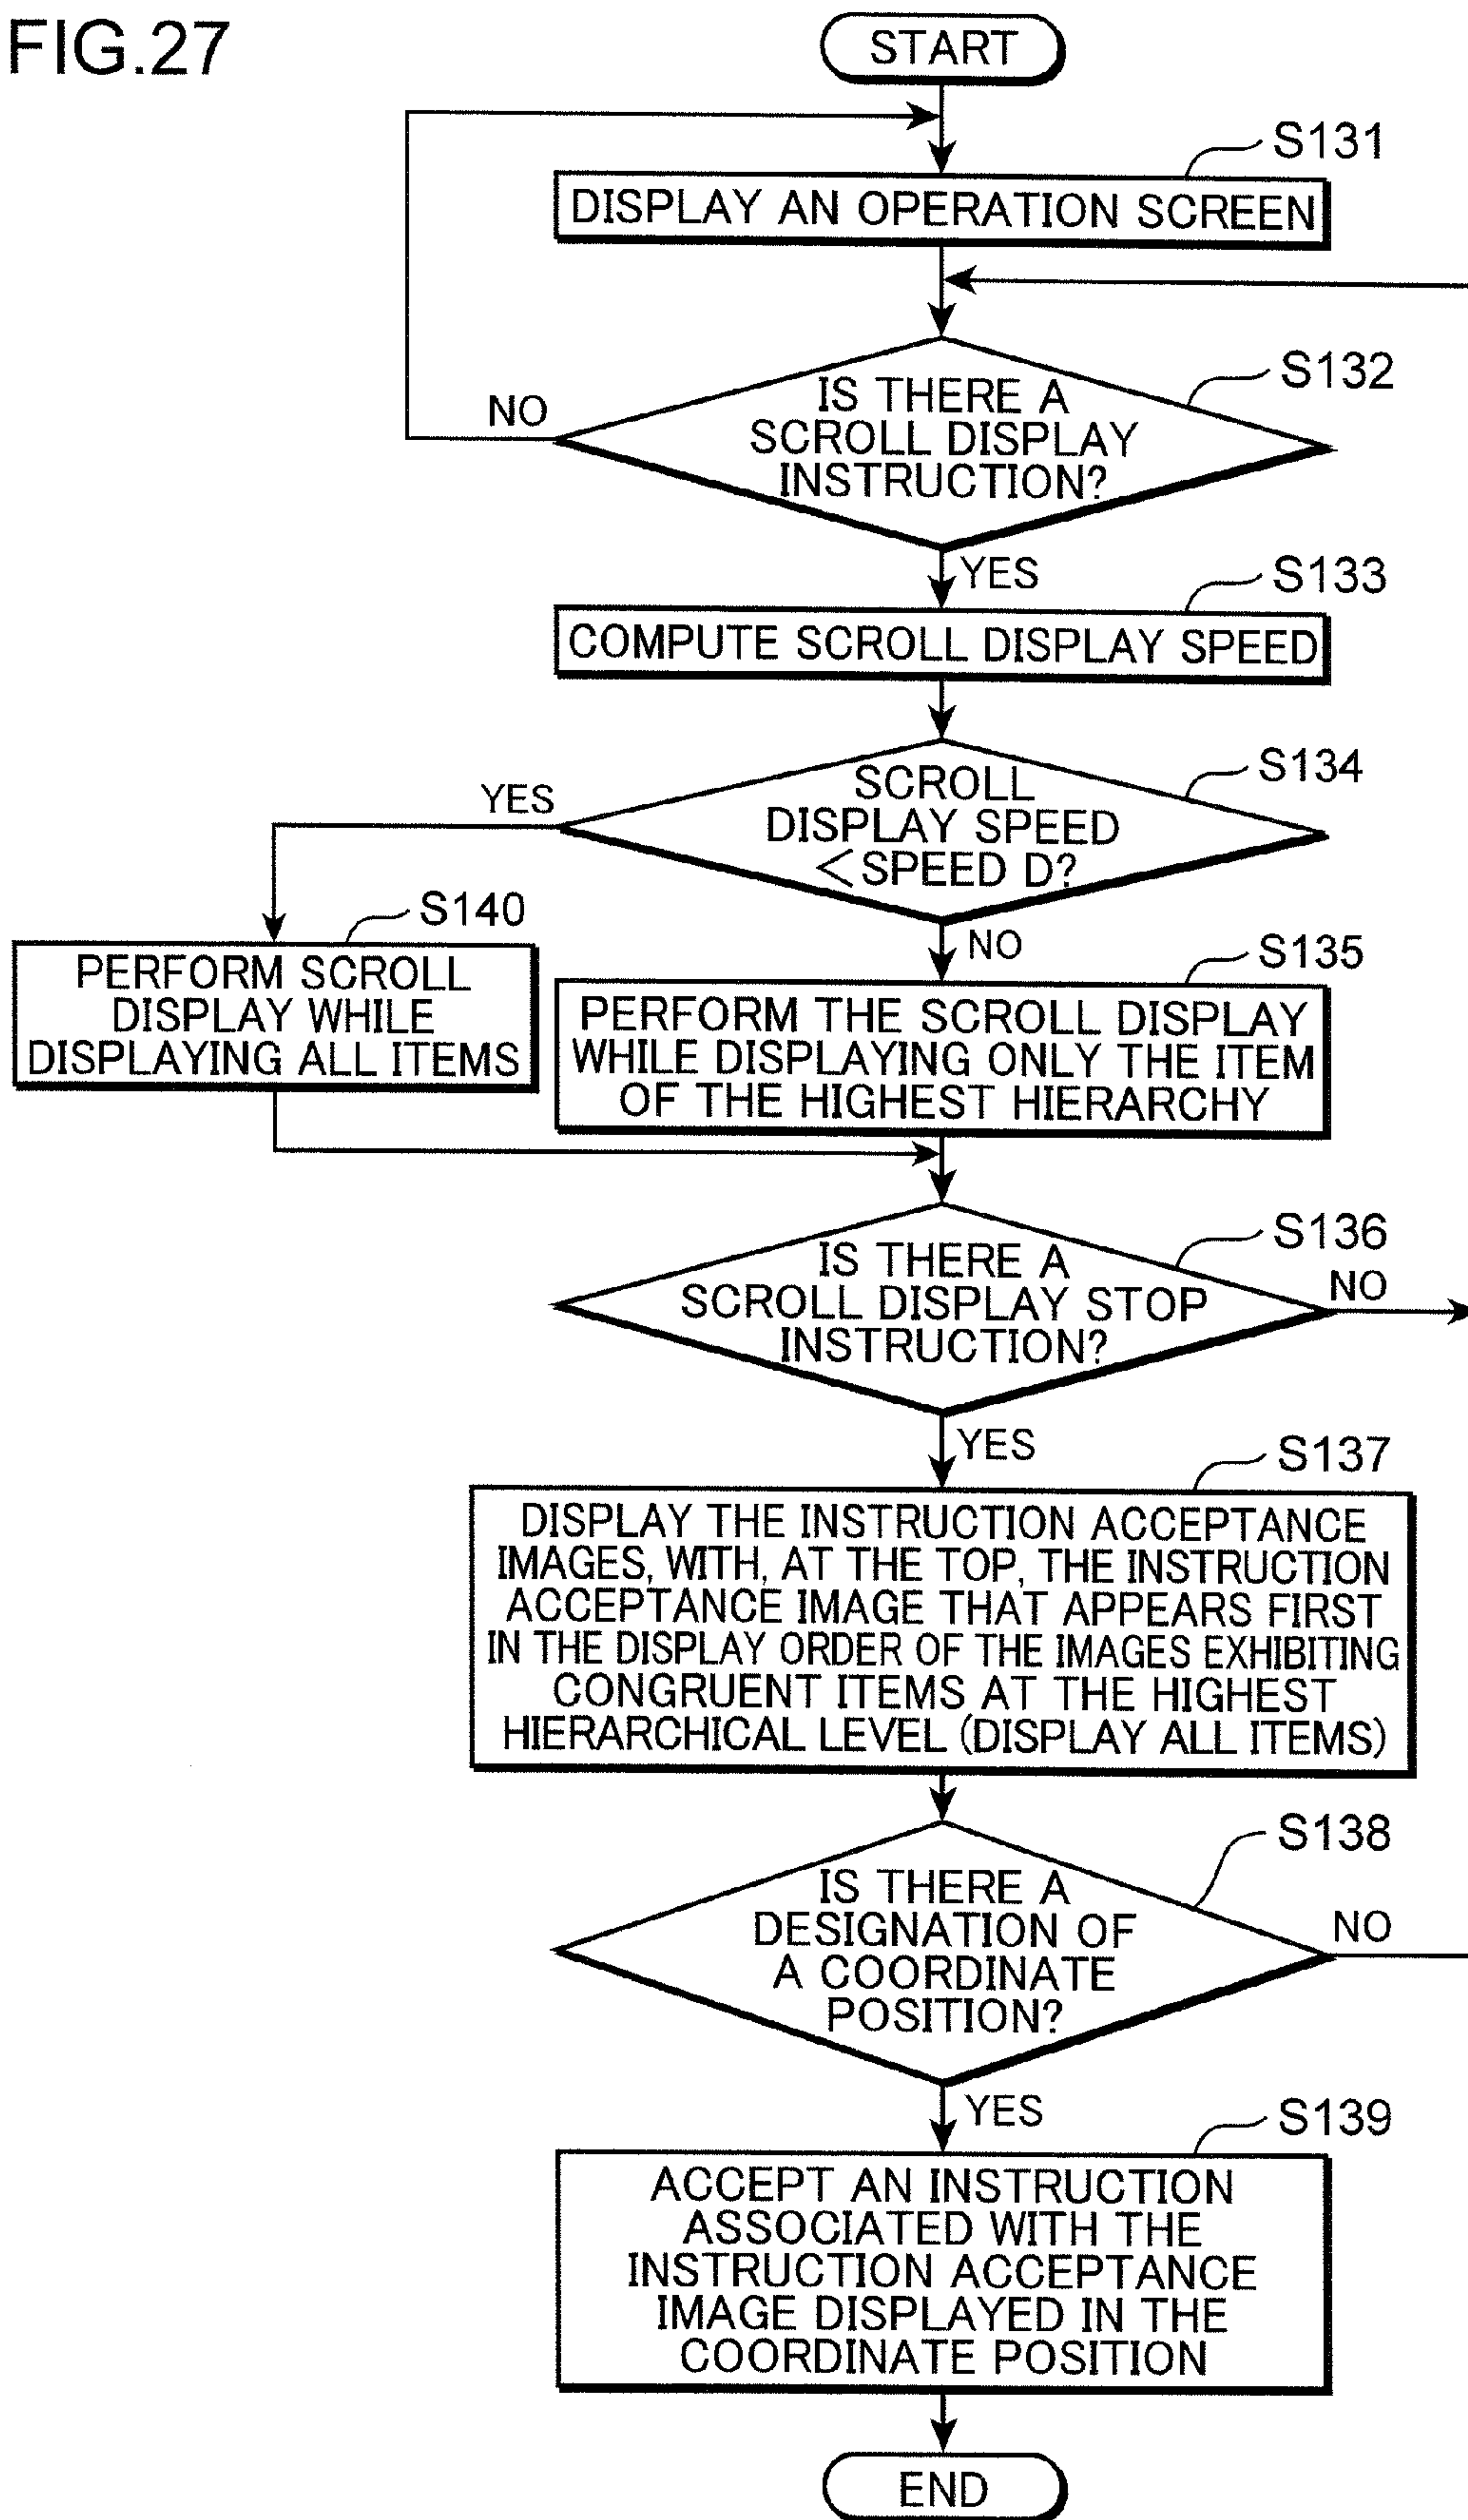 FIG.27
START
S131
DISPLAY AN OPERATION SCREEN
S132
IS THERE A
SCROLL DISPLAY
INSTRUCTION?
NO
YES
S133
COMPUTE SCROLL DISPLAY SPEED
S134
SCROLL
DISPLAY SPEED
<SPEED D?
YES
NO
S140
PERFORM SCROLL
DISPLAY WHILE
DISPLAYING ALL ITEMS
S135
PERFORM THE SCROLL DISPLAY
WHILE DISPLAYING ONLY THE ITEM
OF THE HIGHEST HIERARCHY
S136
IS THERE A
SCROLL DISPLAY STOP
INSTRUCTION?
NO
YES
S137
DISPLAY THE INSTRUCTION ACCEPTANCE
IMAGES, WITH, AT THE TOP, THE INSTRUCTION
ACCEPTANCE IMAGE THAT APPEARS FIRST
IN THE DISPLAY ORDER OF THE IMAGES EXHIBITING
CONGRUENT ITEMS AT THE HIGHEST
HIERARCHICAL LEVEL (DISPLAY ALL ITEMS)
S138
IS THERE A
DESIGNATION OF
A COORDINATE
POSITION?
NO
YES
S139
ACCEPT AN INSTRUCTION
ASSOCIATED WITH THE
INSTRUCTION ACCEPTANCE
IMAGE DISPLAYED IN THE
COORDINATE POSITION
END